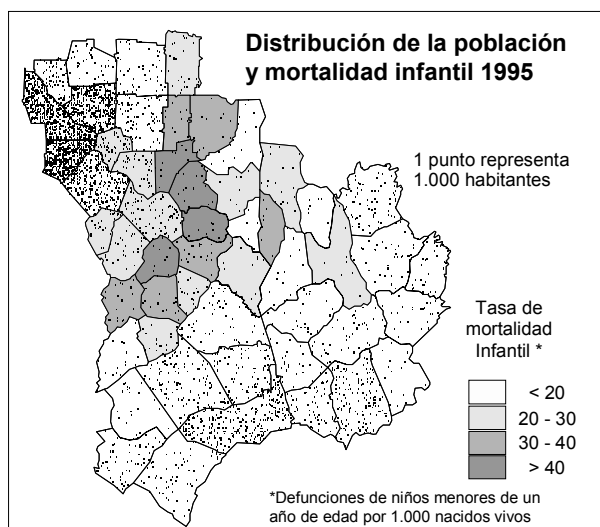 Distribución de la población
y mortalidad infantil 1995
1 punto representa
1.000 habitantes
Tasa de
mortalidad
Infantil *
< 20
20 - 30
30 - 40
> 40
*Defunciones de niños menores de un
año de edad por 1.000 nacidos vivos